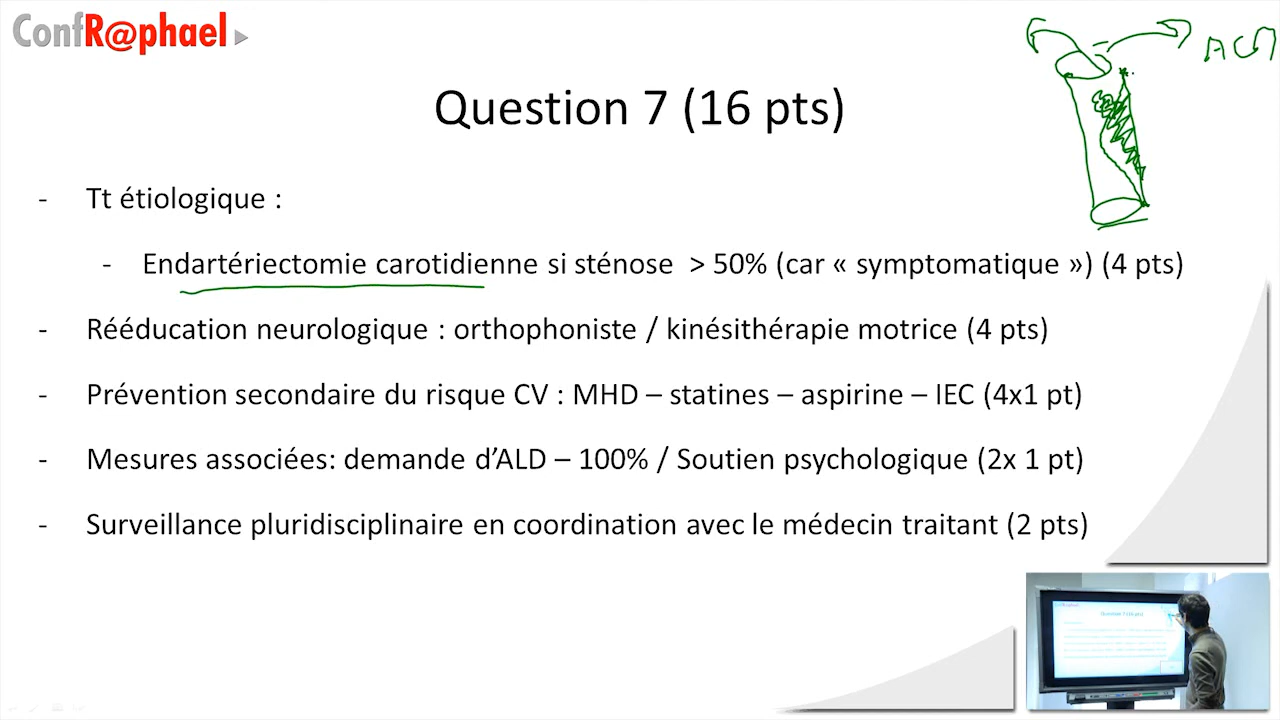 ConfR@phael
Question 7 (16 pts)
- Tt étiologique :
- Endartériectomie carotidienne si sténose > 50% (car « symptomatique ») (4 pts)
- Rééducation neurologique : orthophoniste / kinésithérapie motrice (4 pts)
- Prévention secondaire du risque CV : MHD – statines – aspirine – IEC (4x1 pt)
- Mesures associées: demande d’ALD – 100% / Soutien psychologique (2x 1 pt)
- Surveillance pluridisciplinaire en coordination avec le médecin traitant (2 pts)